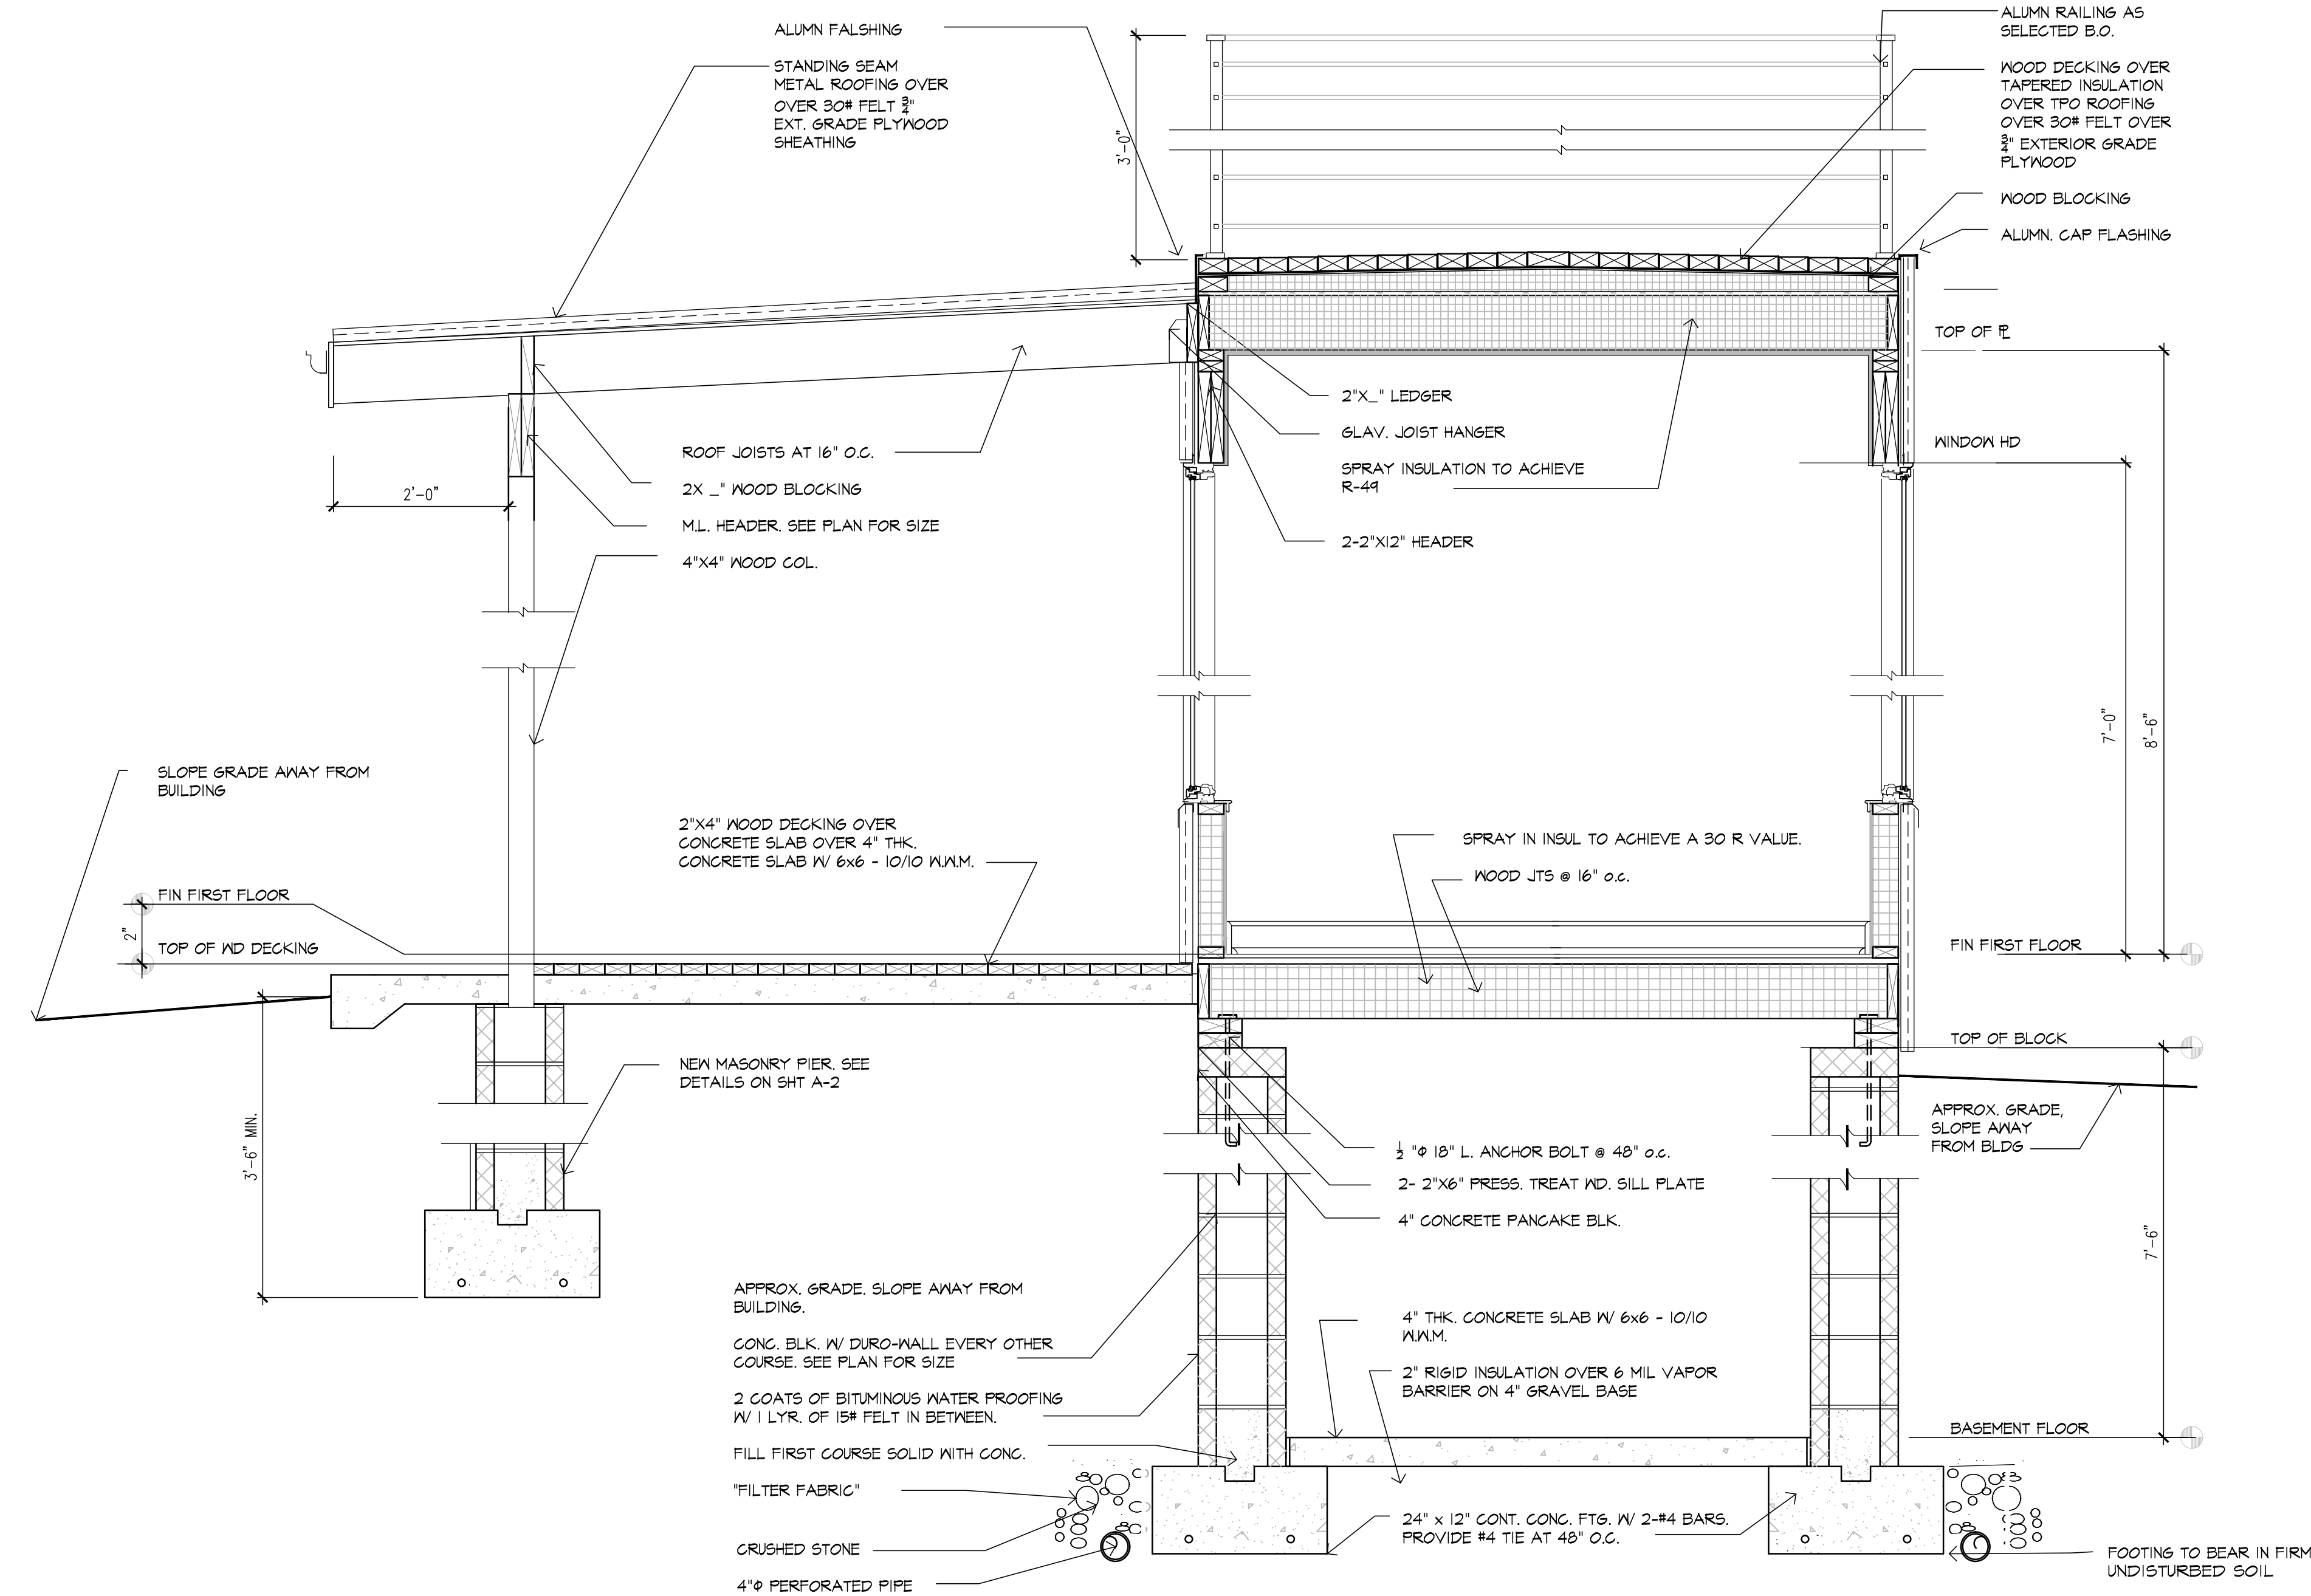 ALUMN FALSHING
STANDING SEAM
METAL ROOFING OVER
OVER 30# FELT 3/4"
EXT. GRADE PLYWOOD
SHEATHING
3'-0"
ALUMN RAILING AS
SELECTED B.O.
WOOD DECKING OVER
TAPERED INSULATION
OVER TPO ROOFING
OVER 30# FELT OVER
3/4" EXTERIOR GRADE
PLYWOOD
WOOD BLOCKING
ALUMN. CAP FLASHING
TOP OF PL
WINDOW HD
2"X_" LEDGER
GLAV. JOIST HANGER
SPRAY INSULATION TO ACHIEVE
R-49
2-2"X12" HEADER
ROOF JOISTS AT 16" O.C.
2X _" WOOD BLOCKING
M.L. HEADER. SEE PLAN FOR SIZE
4"X4" WOOD COL.
2'-0"
7'-0"
8'-6"
SLOPE GRADE AWAY FROM
BUILDING
2"X4" WOOD DECKING OVER
CONCRETE SLAB OVER 4" THK.
CONCRETE SLAB W/ 6x6 - 10/10 W.W.M.
SPRAY IN INSUL TO ACHIEVE A 30 R VALUE.
WOOD JTS @ 16" o.c.
FIN FIRST FLOOR
2"
TOP OF WD DECKING
FIN FIRST FLOOR
TOP OF BLOCK
3'-6" MIN.
NEW MASONRY PIER. SEE
DETAILS ON SHT A-2
APPROX. GRADE,
SLOPE AWAY
FROM BLDG
1/2 "Φ 18" L. ANCHOR BOLT @ 48" o.c.
2- 2"X6" PRESS. TREAT WD. SILL PLATE
4" CONCRETE PANCAKE BLK.
7'-6"
APPROX. GRADE. SLOPE AWAY FROM
BUILDING.
CONC. BLK. W/ DURO-WALL EVERY OTHER
COURSE. SEE PLAN FOR SIZE
2 COATS OF BITUMINOUS WATER PROOFING
W/ 1 LYR. OF 15# FELT IN BETWEEN.
FILL FIRST COURSE SOLID WITH CONC.
"FILTER FABRIC"
CRUSHED STONE
4"Φ PERFORATED PIPE
4" THK. CONCRETE SLAB W/ 6x6 - 10/10
W.W.M.
2" RIGID INSULATION OVER 6 MIL VAPOR
BARRIER ON 4" GRAVEL BASE
24" x 12" CONT. CONC. FTG. W/ 2-#4 BARS.
PROVIDE #4 TIE AT 48" O.C.
BASEMENT FLOOR
FOOTING TO BEAR IN FIRM
UNDISTURBED SOIL